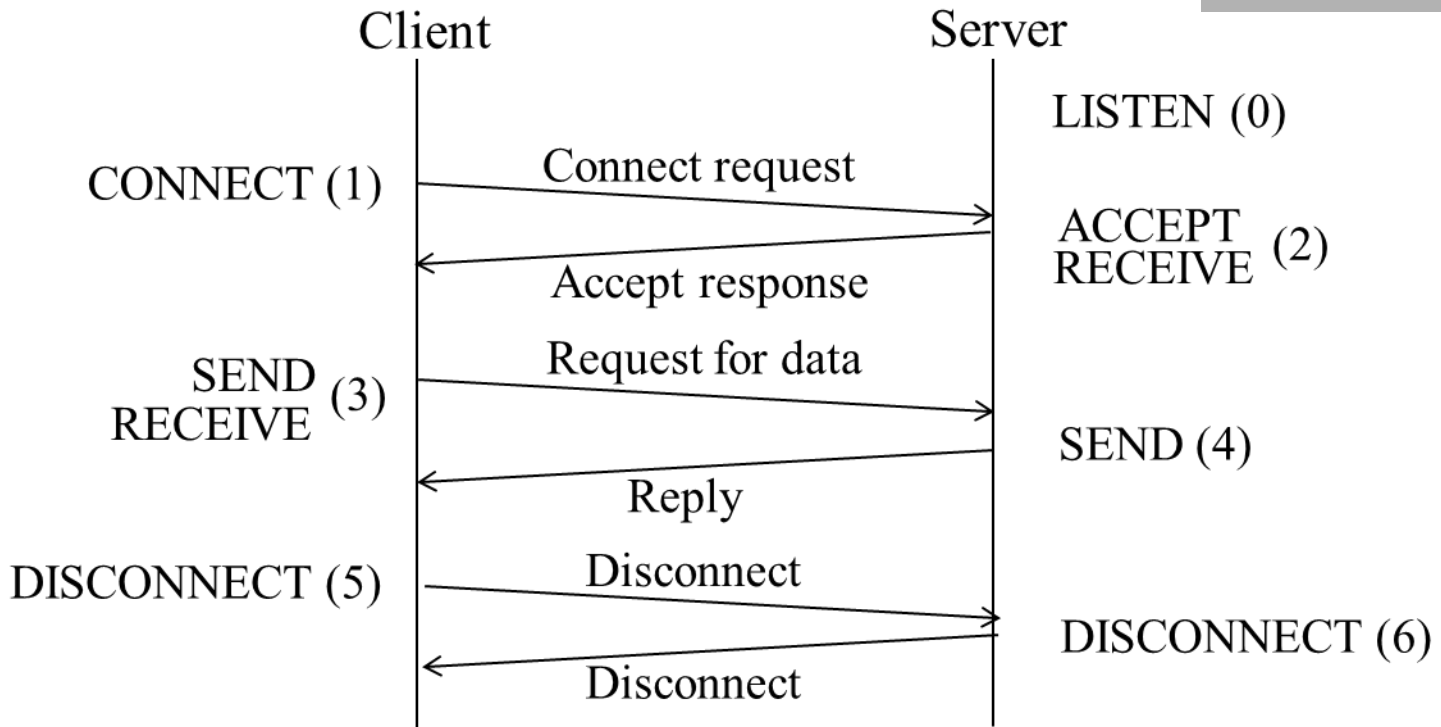 Client
Server
LISTEN (0)
CONNECT (1)
Connect request
ACCEPT
RECEIVE (2)
Accept response
SEND
RECEIVE (3)
Request for data
SEND (4)
Reply
DISCONNECT (5)
Disconnect
DISCONNECT (6)
Disconnect